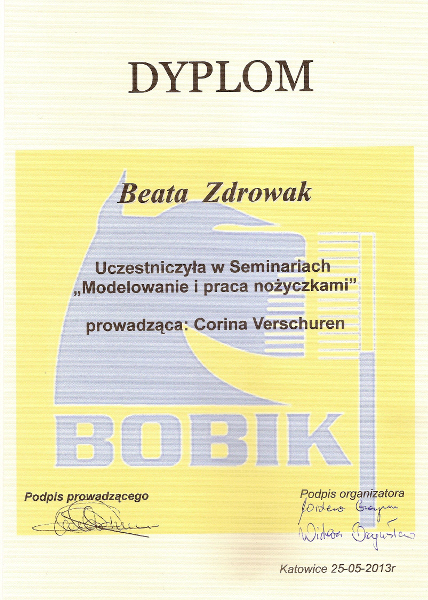 DYPLOM
Beata Zdrowak
Uczestniczyła w Seminariach
„Modelowanie i praca nożyczkami”
prowadząca: Corina Verschuren
BOBIK
Podpis prowadzącego
Podpis organizatora
Katowice 25-05-2013r